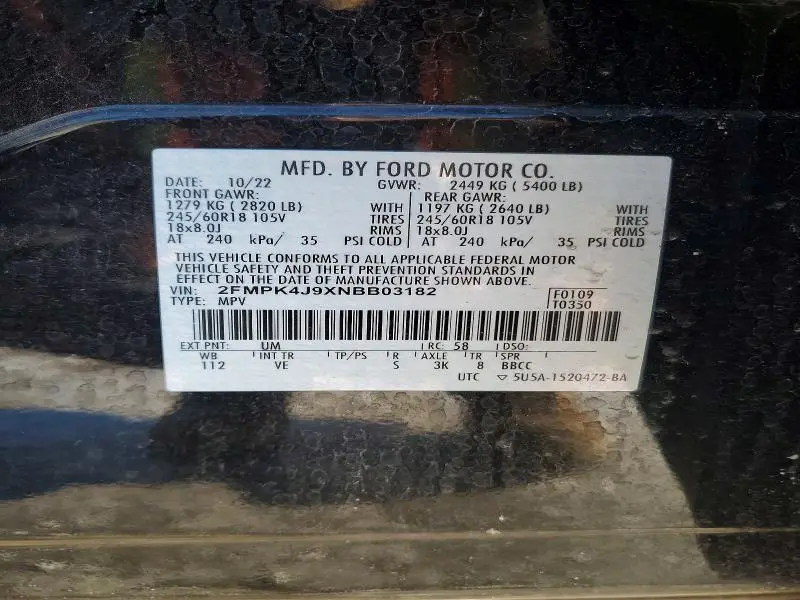 MFD. BY FORD MOTOR CO.
DATE: 10/22 GVWR: 2449 KG ( 5400 LB)
FRONT GAWR: REAR GAWR:
1279 KG ( 2820 LB) WITH 1197 KG ( 2640 LB) WITH
245/60R18 105V TIRES 245/60R18 105V TIRES
18x8.0J RIMS 18x8.0J RIMS
AT 240 kPa/ 35 PSI COLD AT 240 kPa/ 35 PSI COLD
THIS VEHICLE CONFORMS TO ALL APPLICABLE FEDERAL MOTOR
VEHICLE SAFETY AND THEFT PREVENTION STANDARDS IN
EFFECT ON THE DATE OF MANUFACTURE SHOWN ABOVE.
VIN: 2FMPK4J9XNBB03182 F0109
TYPE: MPV T0350
EXT PNT: UM RC: 58 DSO:
WB INT TR TP/PS R AXLE TR SPR
112 VE S 3K 8 BBCC
UTC ▽ 5U5A-1520472-BA